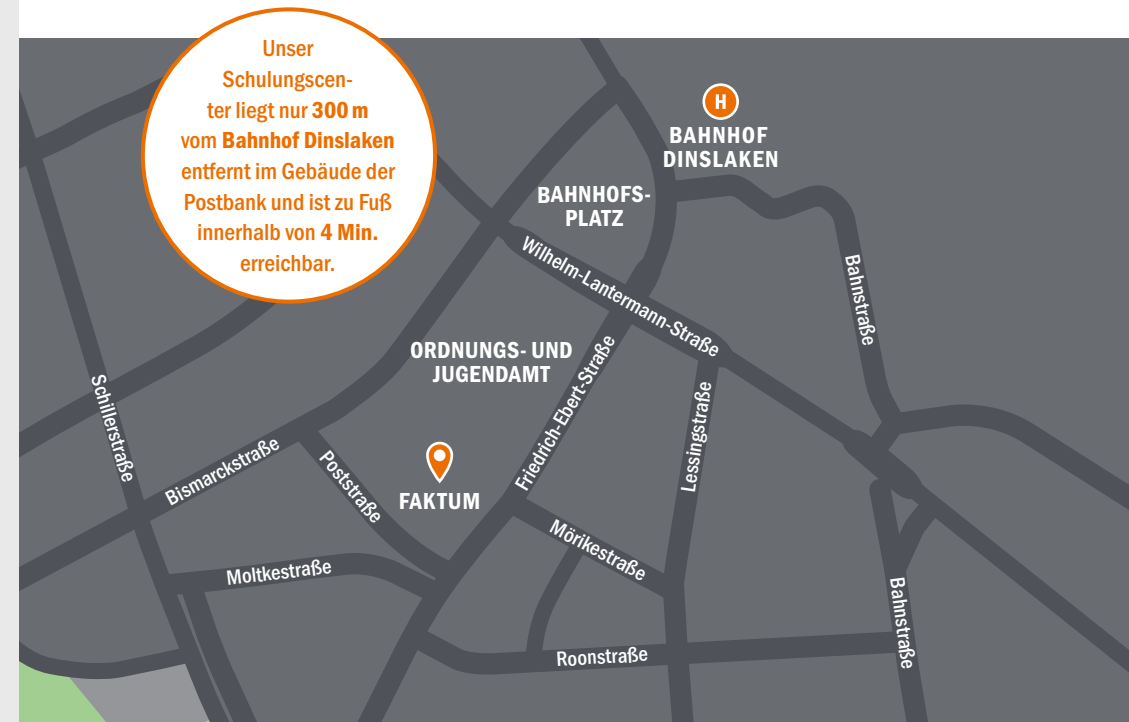 Unser
Schulungscen-
ter liegt nur 300 m
vom Bahnhof Dinslaken
entfernt im Gebäude der
Postbank und ist zu Fuß
innerhalb von 4 Min.
erreichbar.
H
BAHNHOF
DINSLAKEN
BAHNHOFS-
PLATZ
Wilhelm-Lantermann-Straße
Bahnstraße
ORDNUNGS- UND
JUGENDAMT
Friedrich-Ebert-Straße
Schillerstraße
Lessingstraße
Bismarckstraße
Poststraße
FAKTUM
Mörikestraße
Moltkestraße
Bahnstraße
Roonstraße